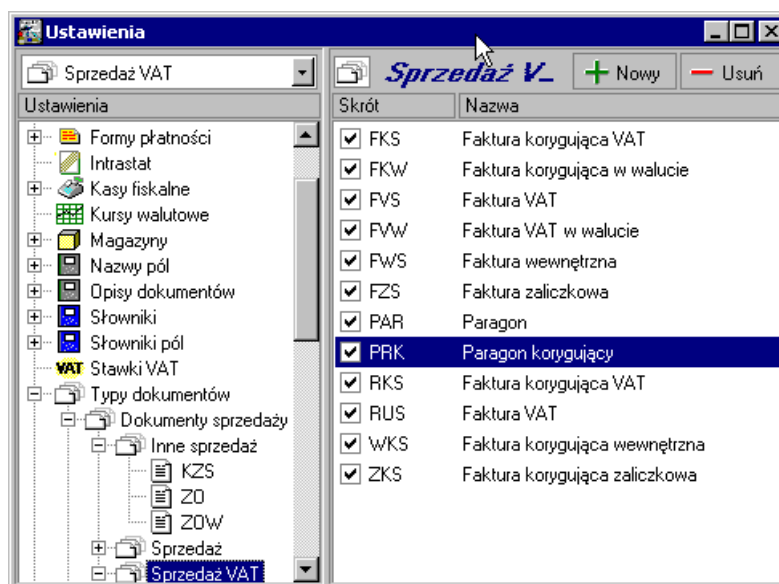 Ustawienia
Sprzedaż VAT
Sprzedaż V_ Nowy Usuń
Ustawienia
Formy płatności
Intrastat
Kasy fiskalne
Kursy walutowe
Magazyny
Nazwy pól
Opisy dokumentów
Słowniki
Słowniki pól
VAT Stawki VAT
Typy dokumentów
Dokumenty sprzedaży
Inne sprzedaż
KZS
ZO
ZOW
Sprzedaż
Sprzedaż VAT
Skrót Nazwa
FKS Faktura korygująca VAT
FKW Faktura korygująca w walucie
FVS Faktura VAT
FVW Faktura VAT w walucie
FWS Faktura wewnętrzna
FZS Faktura zaliczkowa
PAR Paragon
PRK Paragon korygujący
RKS Faktura korygująca VAT
RUS Faktura VAT
WKS Faktura korygująca wewnętrzna
ZKS Faktura korygująca zaliczkowa